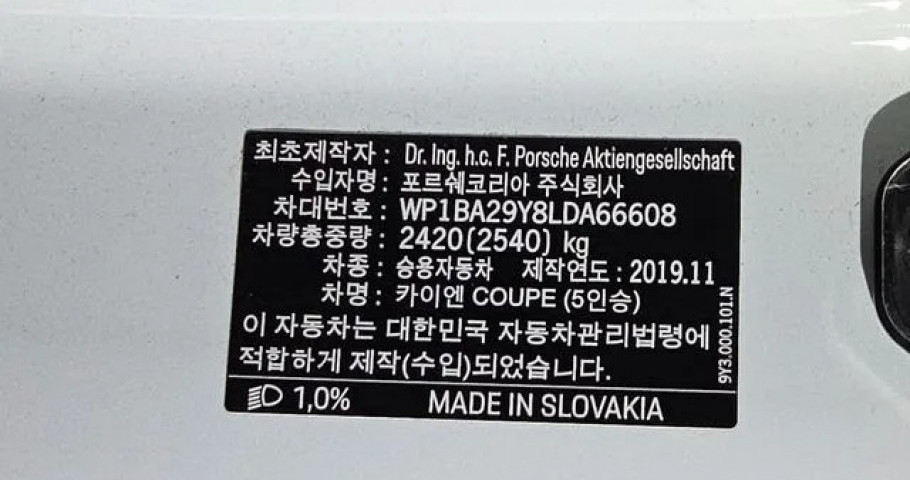 최초제작자 : Dr. Ing. h.c. F. Porsche Aktiengesellschaft
수입자명 : 포르쉐코리아 주식회사
차대번호 : WP1BA29Y8LDA66608
차량총중량 : 2420(2540) kg
차종 : 승용자동차 제작연도 : 2019.11
차명 : 카이엔 COUPE (5인승)
이 자동차는 대한민국 자동차관리법령에
적합하게 제작(수입)되었습니다.
9Y3.000.101.N
1,0% MADE IN SLOVAKIA